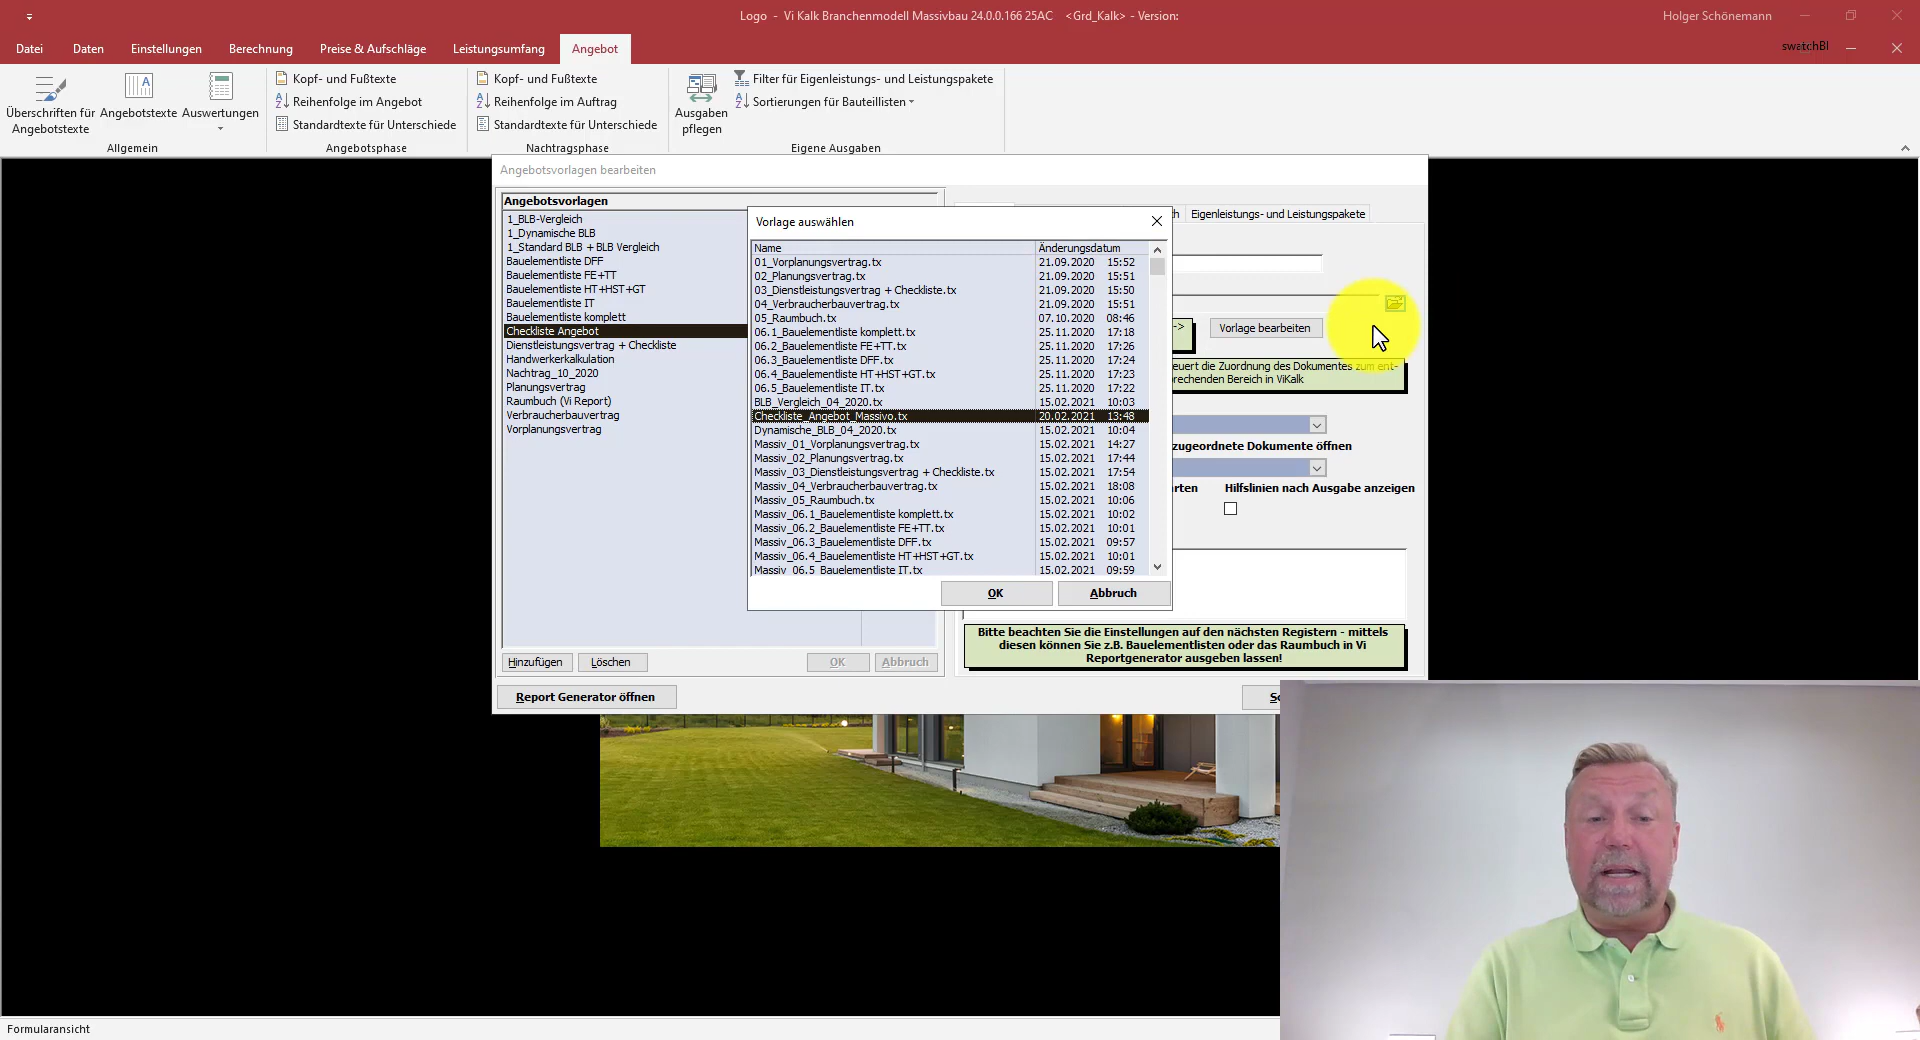 Logo - Vi Kalk Branchenmodell Massivbau 24.0.0.166 25AC <Grd_Kalk> - Version:
Holger Schönemann
Datei Daten Einstellungen Berechnung Preise & Aufschläge Leistungsumfang Angebot
Überschriften für Angebotstexte
Angebotstexte
Auswertungen
Allgemein
Kopf- und Fußtexte
Reihenfolge im Angebot
Standardtexte für Unterschiede
Angebotsphase
Kopf- und Fußtexte
Reihenfolge im Auftrag
Standardtexte für Unterschiede
Nachtragsphase
Ausgaben pflegen
Filter für Eigenleistungs- und Leistungspakete
Sortierungen für Bauteillisten
Eigene Ausgaben
Angebotsvorlagen bearbeiten
Angebotsvorlagen
1_BLB-Vergleich
1_Dynamische BLB
1_Standard BLB + BLB Vergleich
Bauelementliste DFF
Bauelementliste FE+TT
Bauelementliste HT+HST+GT
Bauelementliste IT
Bauelementliste komplett
Checkliste Angebot
Dienstleistungsvertrag + Checkliste
Handwerkerkalkulation
Nachtrag_10_2020
Planungsvertrag
Raumbuch (Vi Report)
Verbraucherbauvertrag
Vorplanungsvertrag
Vorlage auswählen
Name Änderungsdatum
01_Vorplanungsvertrag.tx 21.09.2020 15:52
02_Planungsvertrag.tx 21.09.2020 15:51
03_Dienstleistungsvertrag + Checkliste.tx 21.09.2020 15:50
04_Verbraucherbauvertrag.tx 21.09.2020 15:51
05_Raumbuch.tx 07.10.2020 08:46
06.1_Bauelementliste komplett.tx 25.11.2020 17:18
06.2_Bauelementliste FE+TT.tx 25.11.2020 17:26
06.3_Bauelementliste DFF.tx 25.11.2020 17:24
06.4_Bauelementliste HT+HST+GT.tx 25.11.2020 17:23
06.5_Bauelementliste IT.tx 25.11.2020 17:22
BLB_Vergleich_04_2020.tx 15.02.2021 10:03
Checkliste_Angebot_Massivo.tx 20.02.2021 13:48
Dynamische_BLB_04_2020.tx 15.02.2021 10:04
Massiv_01_Vorplanungsvertrag.tx 15.02.2021 14:27
Massiv_02_Planungsvertrag.tx 15.02.2021 17:44
Massiv_03_Dienstleistungsvertrag + Checkliste.tx 15.02.2021 17:54
Massiv_04_Verbraucherbauvertrag.tx 15.02.2021 18:08
Massiv_05_Raumbuch.tx 15.02.2021 10:06
Massiv_06.1_Bauelementliste komplett.tx 15.02.2021 10:02
Massiv_06.2_Bauelementliste FE+TT.tx 15.02.2021 10:01
Massiv_06.3_Bauelementliste DFF.tx 15.02.2021 09:57
Massiv_06.4_Bauelementliste HT+HST+GT.tx 15.02.2021 10:01
Massiv_06.5_Bauelementliste IT.tx 15.02.2021 09:59
OK Abbruch
Eigenleistungs- und Leistungspakete
->
Vorlage bearbeiten
euert die Zuordnung des Dokumentes zum ent-
rechenden Bereich in ViKalk
zugeordnete Dokumente öffnen
rten Hilfslinien nach Ausgabe anzeigen
Bitte beachten Sie die Einstellungen auf den nächsten Registern - mittels
diesen können Sie z.B. Bauelementlisten oder das Raumbuch in Vi
Reportgenerator ausgeben lassen!
Hinzufügen Löschen OK Abbruch
Report Generator öffnen
Formularansicht